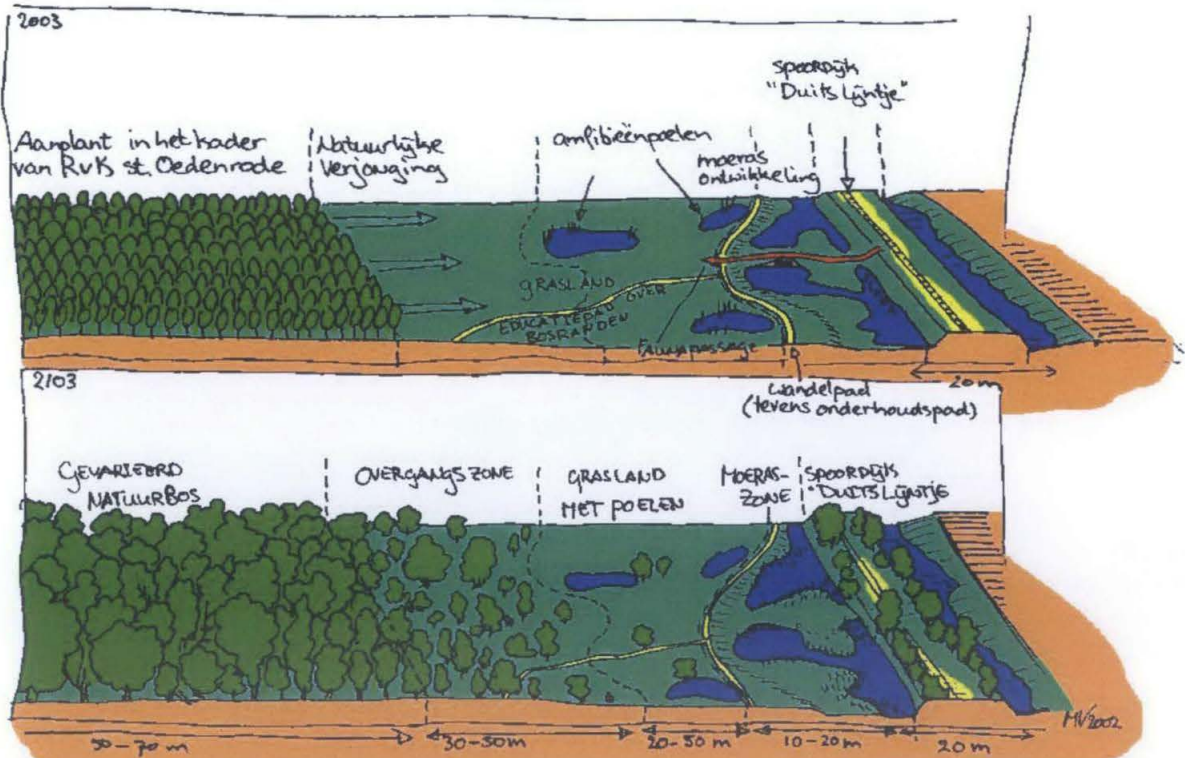 2003
spoordijk
"Duits Lijntje"
Aanplant in het kader
van RvK st. Oedenrode
Natuurlijke
Verjonging
amfibieënpoelen
moeras
ontwikkeling
GRASLAND
EDUCATIEPAD OVER
BOSRANDEN
Faunapassage
20 m
wandelpad
(tevens onderhoudspad)
2103
GEVARIEERD
NATUURBOS
OVERGANGSZONE
GRASLAND
MET POELEN
MOERAS-
ZONE
SPOORDIJK
"DUITS LIJNTJE
MV2002
50-70 m
30-50 m
20-50 m
10-20 m
20 m